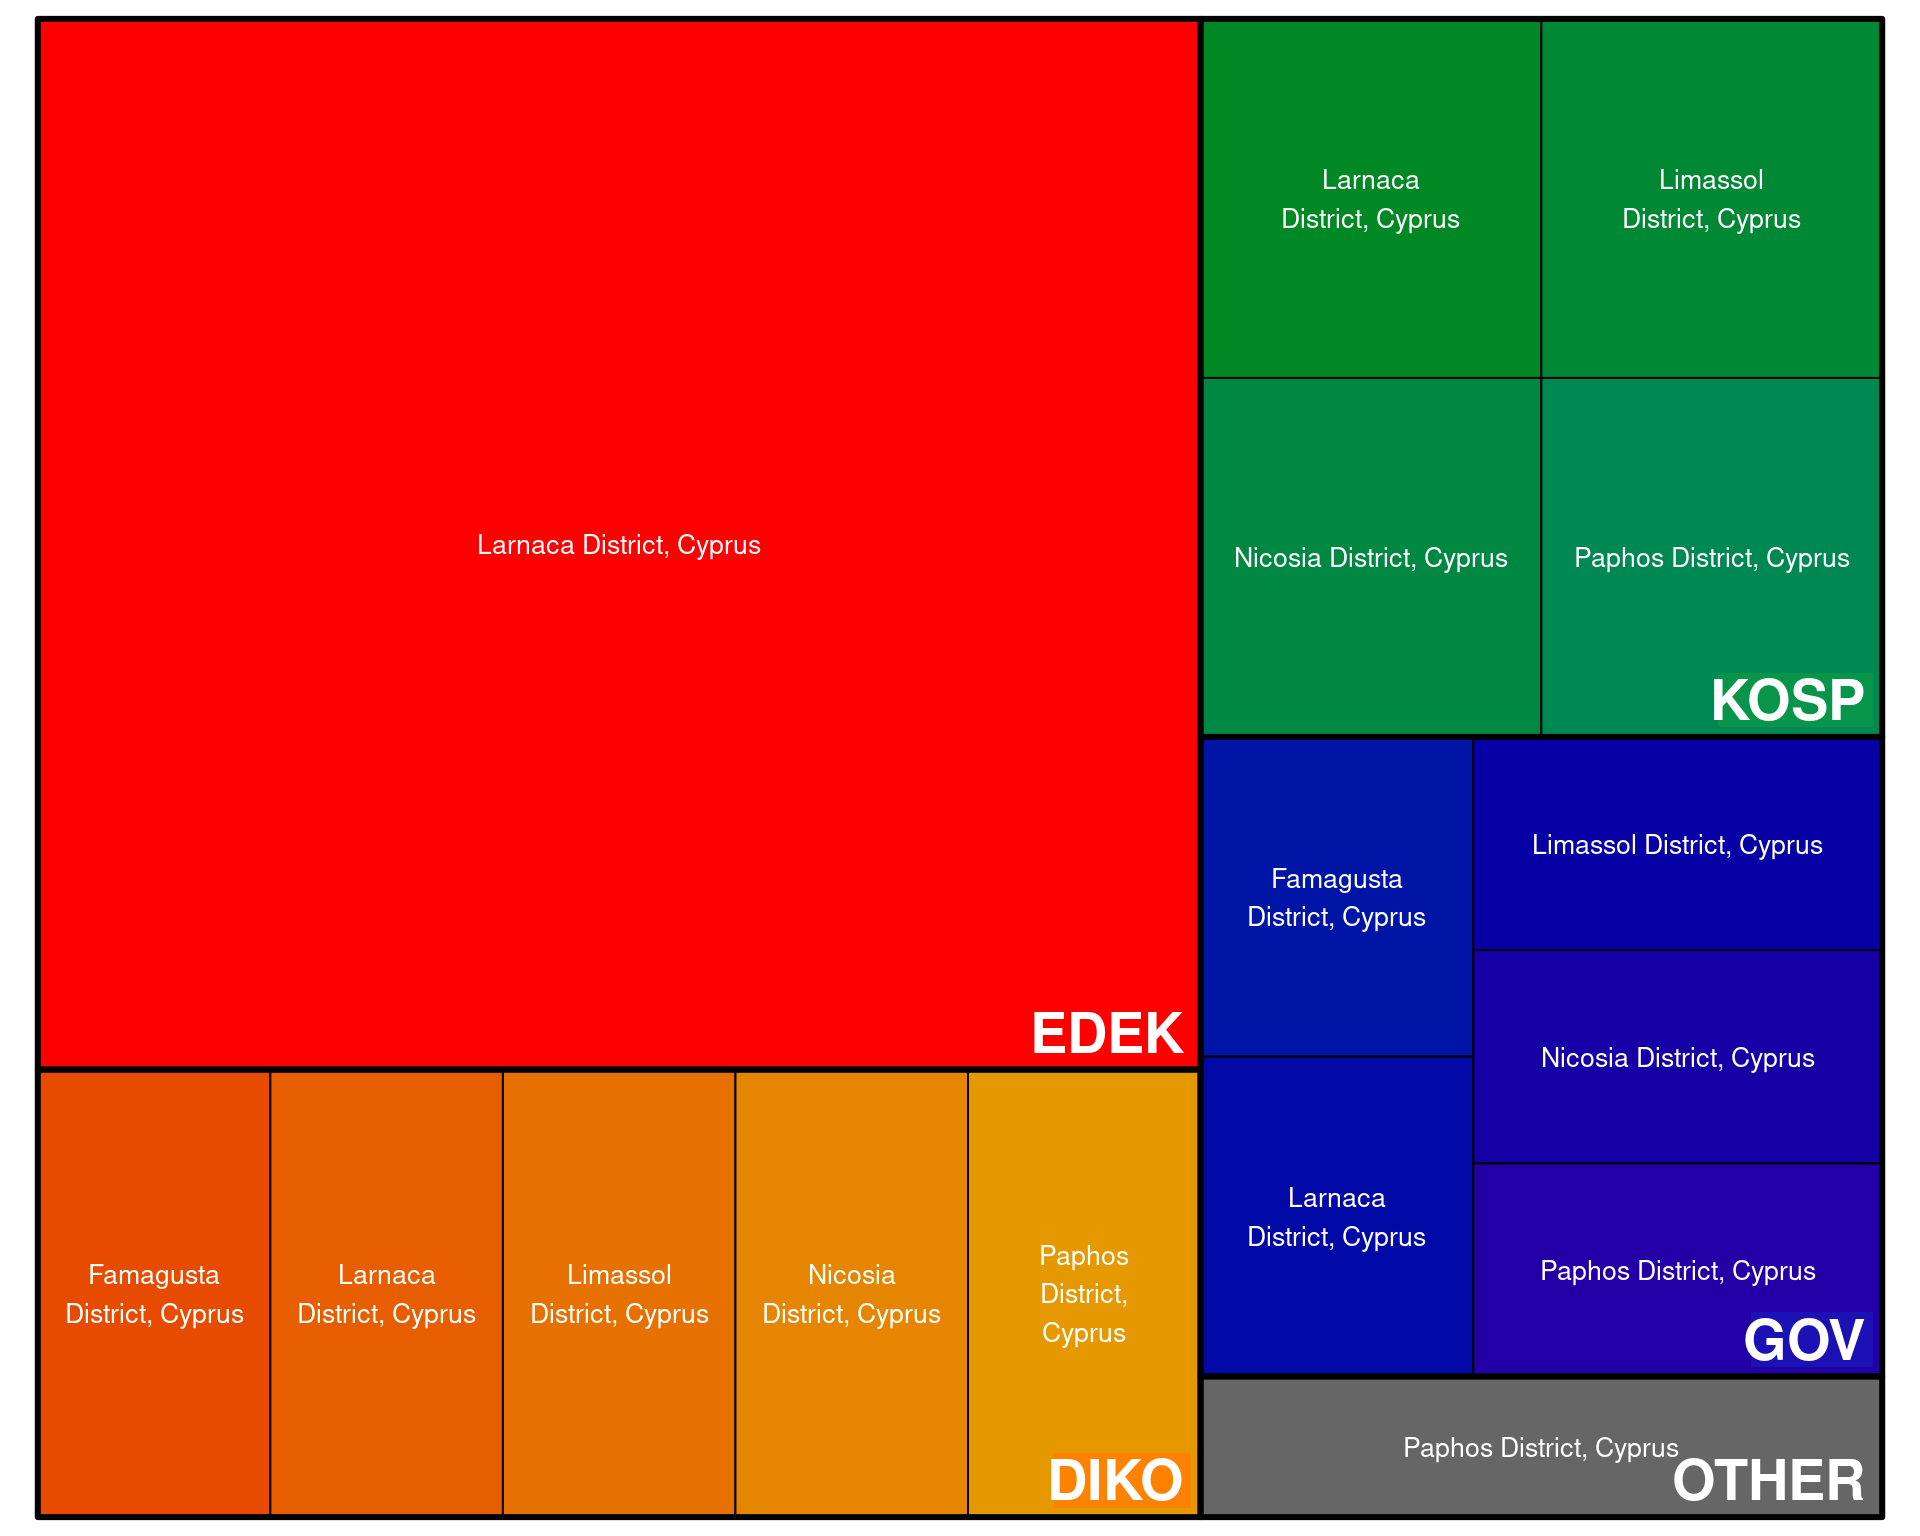 Larnaca District, Cyprus
EDEK
Famagusta
District, Cyprus
Larnaca
District, Cyprus
Limassol
District, Cyprus
Nicosia
District, Cyprus
Paphos
District,
Cyprus
DIKO
Larnaca
District, Cyprus
Limassol
District, Cyprus
Nicosia District, Cyprus
Paphos District, Cyprus
KOSP
Famagusta
District, Cyprus
Larnaca
District, Cyprus
Limassol District, Cyprus
Nicosia District, Cyprus
Paphos District, Cyprus
GOV
Paphos District, Cyprus
OTHER